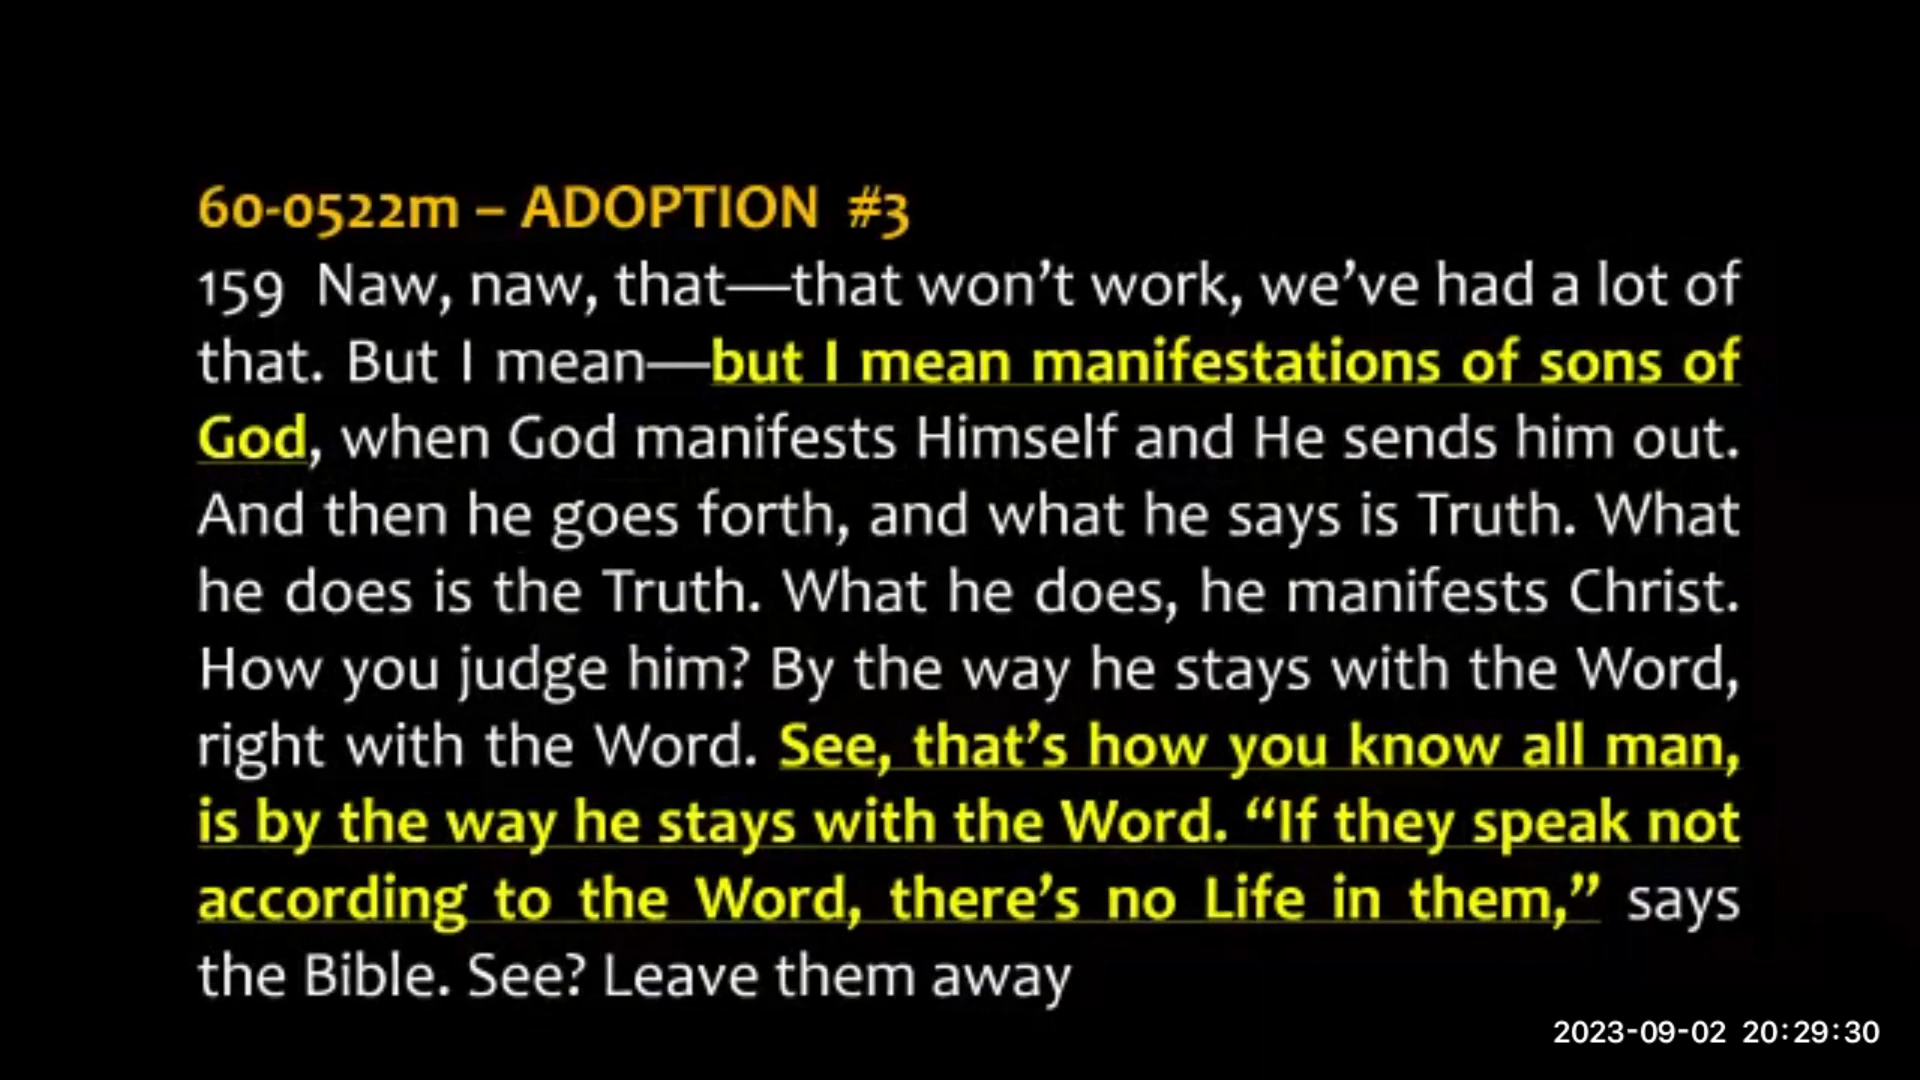 60-0522m – ADOPTION #3
159 Naw, naw, that—that won’t work, we’ve had a lot of
that. But I mean—but I mean manifestations of sons of
God, when God manifests Himself and He sends him out.
And then he goes forth, and what he says is Truth. What
he does is the Truth. What he does, he manifests Christ.
How you judge him? By the way he stays with the Word,
right with the Word. See, that’s how you know all man,
is by the way he stays with the Word. “If they speak not
according to the Word, there’s no Life in them,” says
the Bible. See? Leave them away
2023-09-02 20:29:30